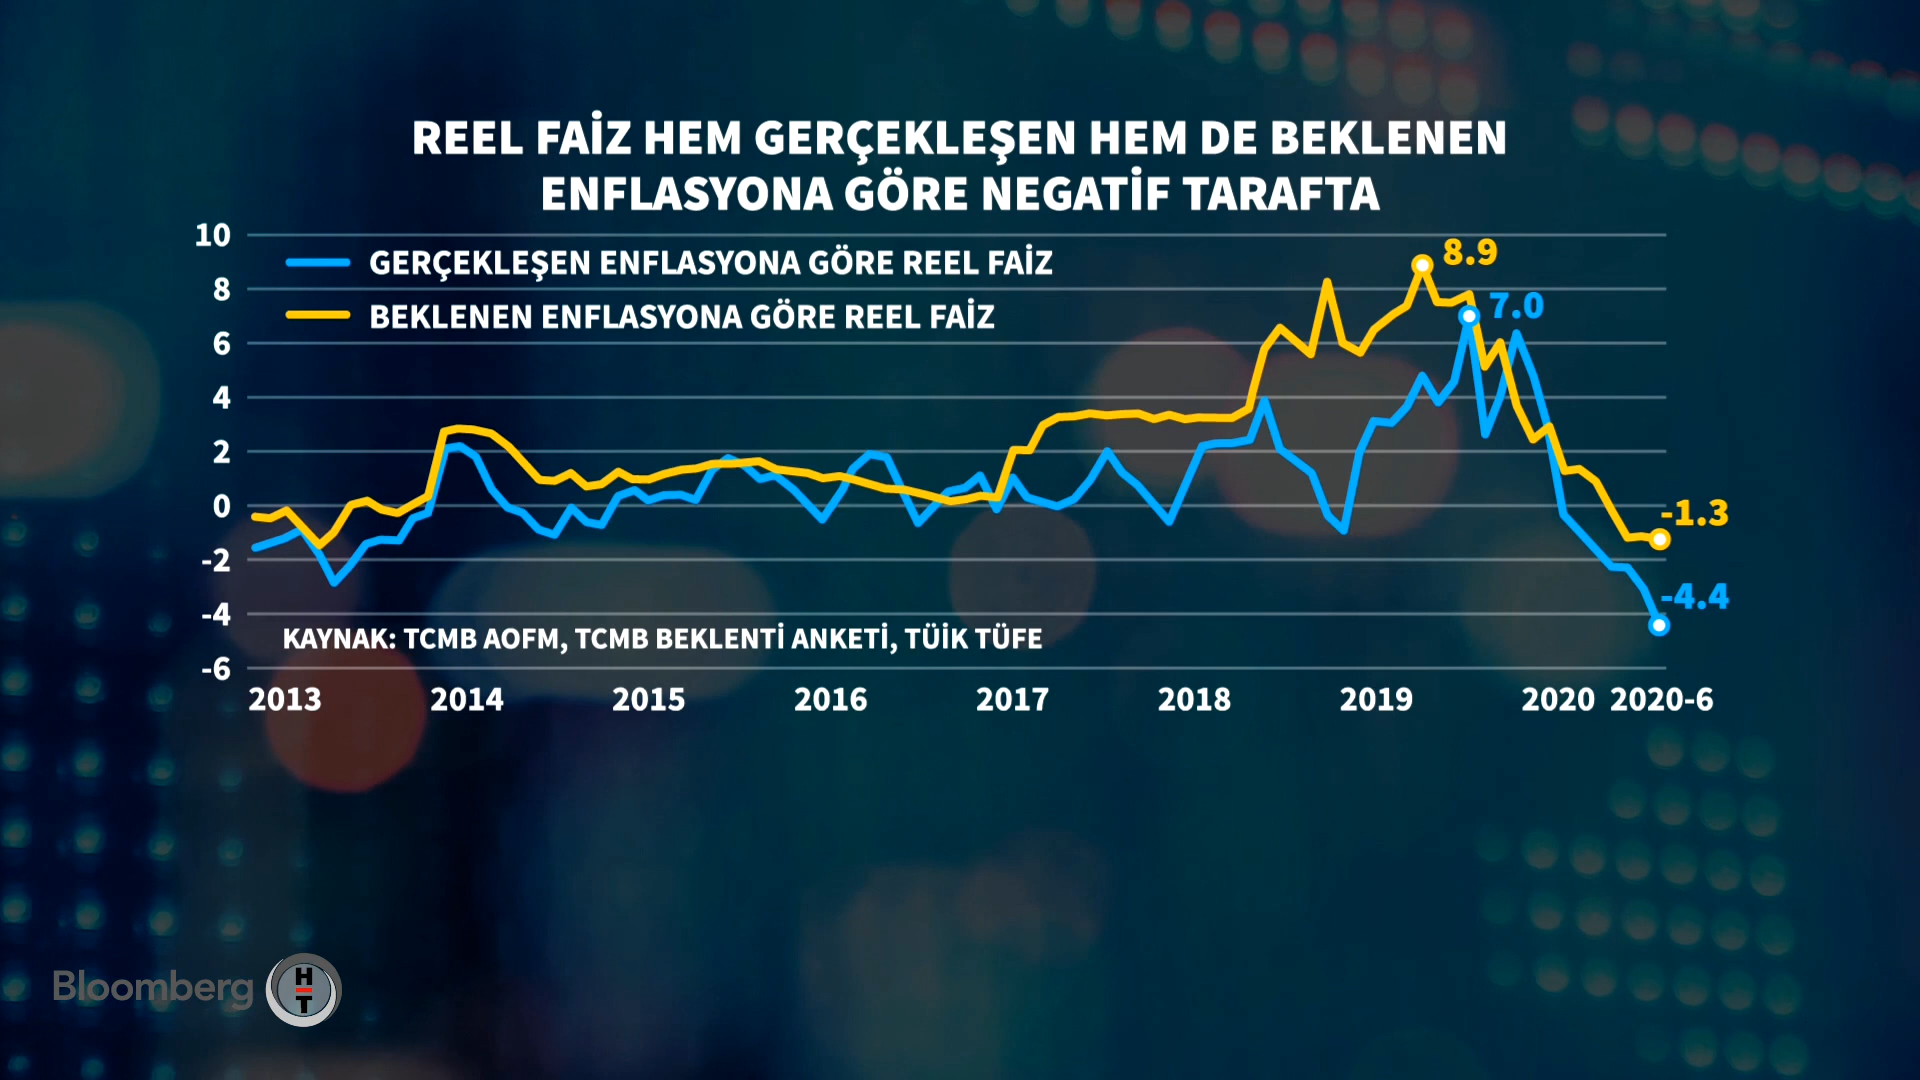 REEL FAİZ HEM GERÇEKLEŞEN HEM DE BEKLENEN
ENFLASYONA GÖRE NEGATİF TARAFTA
10
8
6
4
2
0
-2
-4
-6
GERÇEKLEŞEN ENFLASYONA GÖRE REEL FAİZ
BEKLENEN ENFLASYONA GÖRE REEL FAİZ
8.9
7.0
-1.3
-4.4
KAYNAK: TCMB AOFM, TCMB BEKLENTİ ANKETİ, TÜİK TÜFE
2013 2014 2015 2016 2017 2018 2019 2020 2020-6
Bloomberg HT